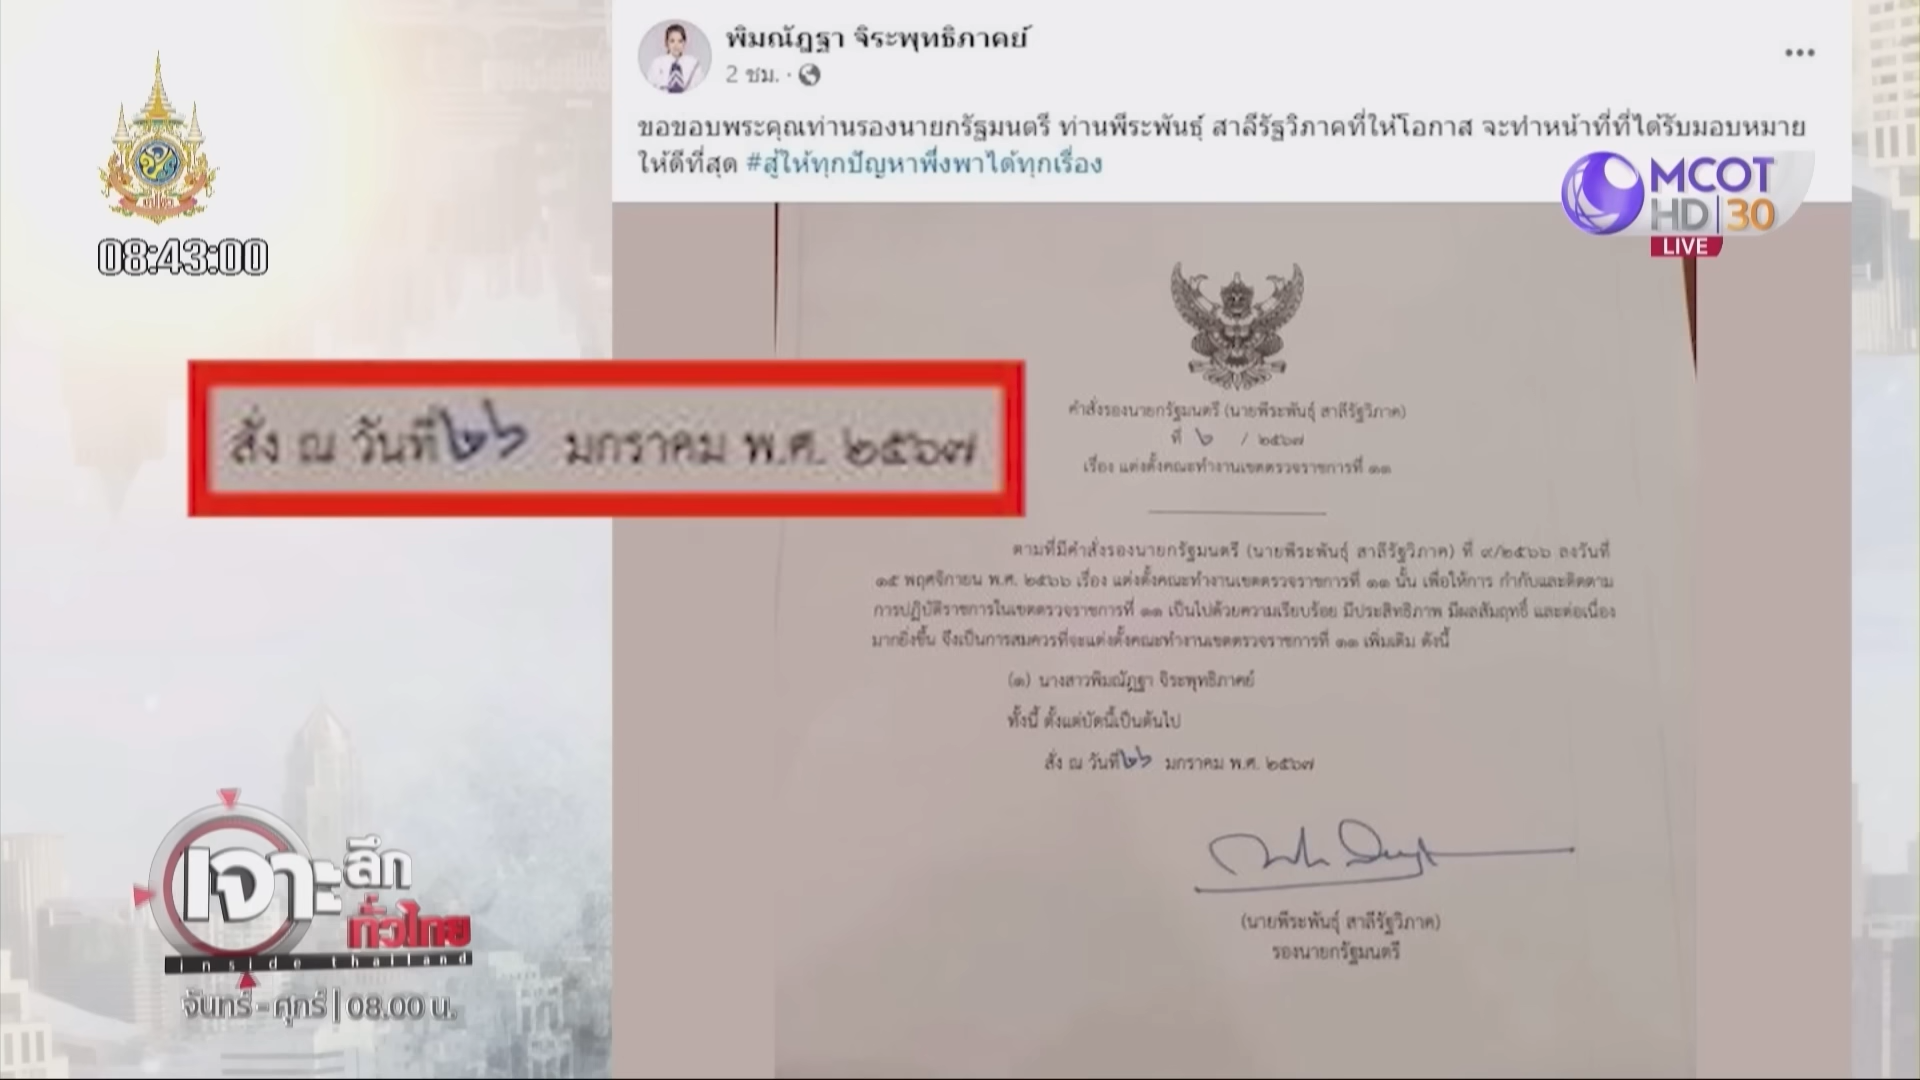 พิมณัฏฐา จิระพุทธิภาคย์
2 ชม.
ขอขอบพระคุณท่านรองนายกรัฐมนตรี ท่านพีระพันธุ์ สาลีรัฐวิภาคที่ให้โอกาส จะทำหน้าที่ที่ได้รับมอบหมาย
ให้ดีที่สุด #สู้ให้ทุกปัญหาพึ่งพาได้ทุกเรื่อง
MCOT
HD 30
LIVE
08:43:00
คำสั่งรองนายกรัฐมนตรี (นายพีระพันธุ์ สาลีรัฐวิภาค)
ที่ ๖ / ๒๕๖๗
เรื่อง แต่งตั้งคณะทำงานเขตตรวจราชการที่ ๑๑
สั่ง ณ วันที่ ๒๖ มกราคม พ.ศ. ๒๕๖๗
ตามที่มีคำสั่งรองนายกรัฐมนตรี (นายพีระพันธุ์ สาลีรัฐวิภาค) ที่ ๙/๒๕๖๖ ลงวันที่
๑๕ พฤศจิกายน พ.ศ. ๒๕๖๖ เรื่อง แต่งตั้งคณะทำงานเขตตรวจราชการที่ ๑๑ นั้น เพื่อให้การ กำกับและติดตาม
การปฏิบัติราชการในเขตตรวจราชการที่ ๑๑ เป็นไปด้วยความเรียบร้อย มีประสิทธิภาพ มีผลสัมฤทธิ์ และต่อเนื่อง
มากยิ่งขึ้น จึงเป็นการสมควรที่จะแต่งตั้งคณะทำงานเขตตรวจราชการที่ ๑๑ เพิ่มเติม ดังนี้
(๑) นางสาวพิมณัฏฐา จิระพุทธิภาคย์
ทั้งนี้ ตั้งแต่บัดนี้เป็นต้นไป
สั่ง ณ วันที่ ๒๖ มกราคม พ.ศ. ๒๕๖๗
(นายพีระพันธุ์ สาลีรัฐวิภาค)
รองนายกรัฐมนตรี
เจาะลึก
ทั่วไทย
inside thailand
จันทร์ - ศุกร์ | 08.00 น.